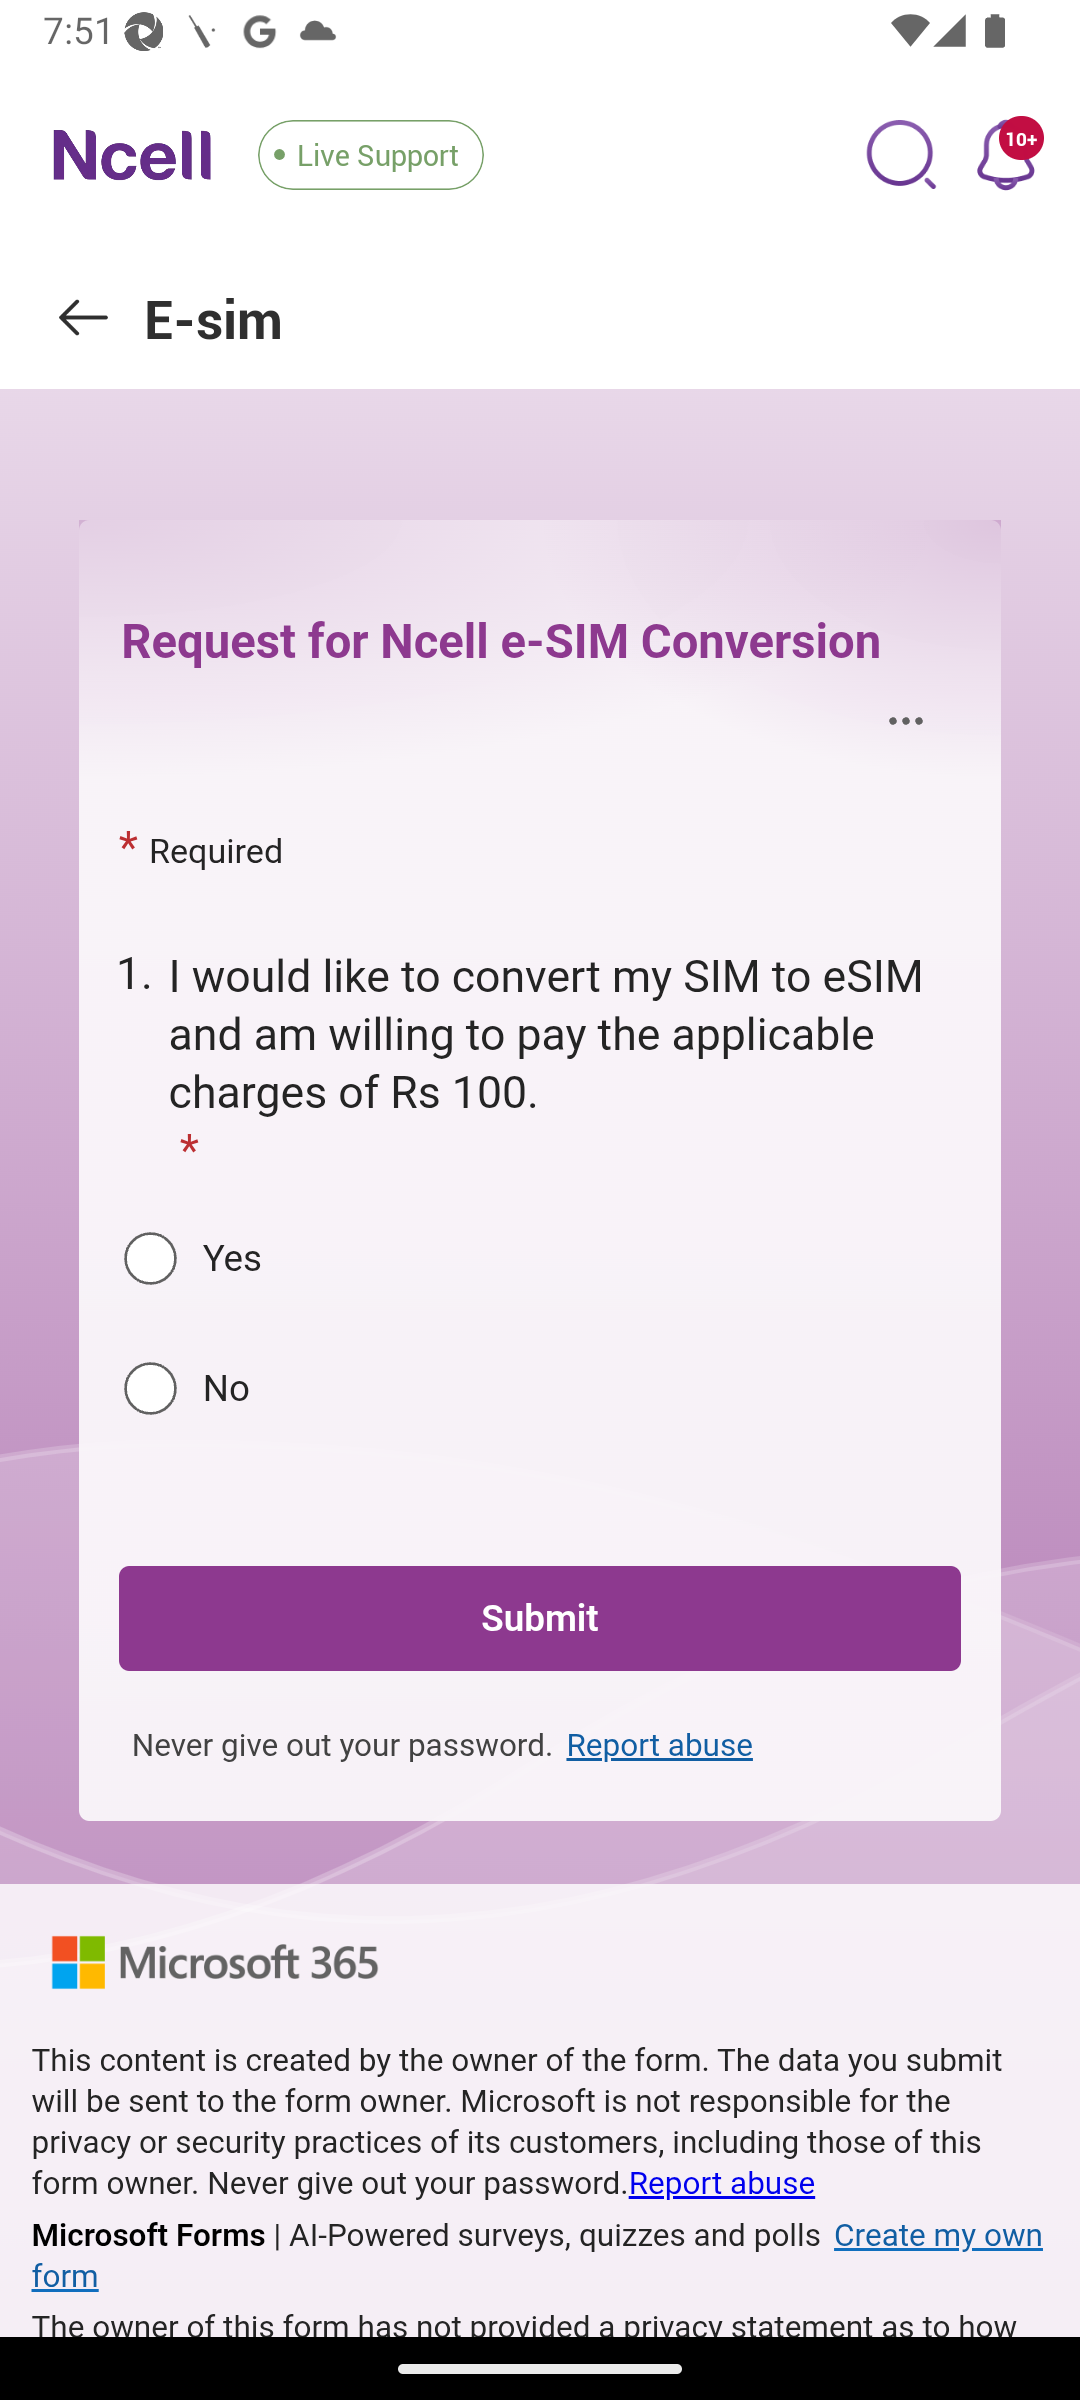 7:51
Ncell
Live Support
10+
E-sim
Request for Ncell e-SIM Conversion
* Required
1. I would like to convert my SIM to eSIM
and am willing to pay the applicable
charges of Rs 100.
*
Yes
No
Submit
Never give out your password. Report abuse
Microsoft 365
This content is created by the owner of the form. The data you submit
will be sent to the form owner. Microsoft is not responsible for the
privacy or security practices of its customers, including those of this
form owner. Never give out your password.Report abuse
Microsoft Forms | AI-Powered surveys, quizzes and polls Create my own
form
The owner of this form has not provided a privacy statement as to how